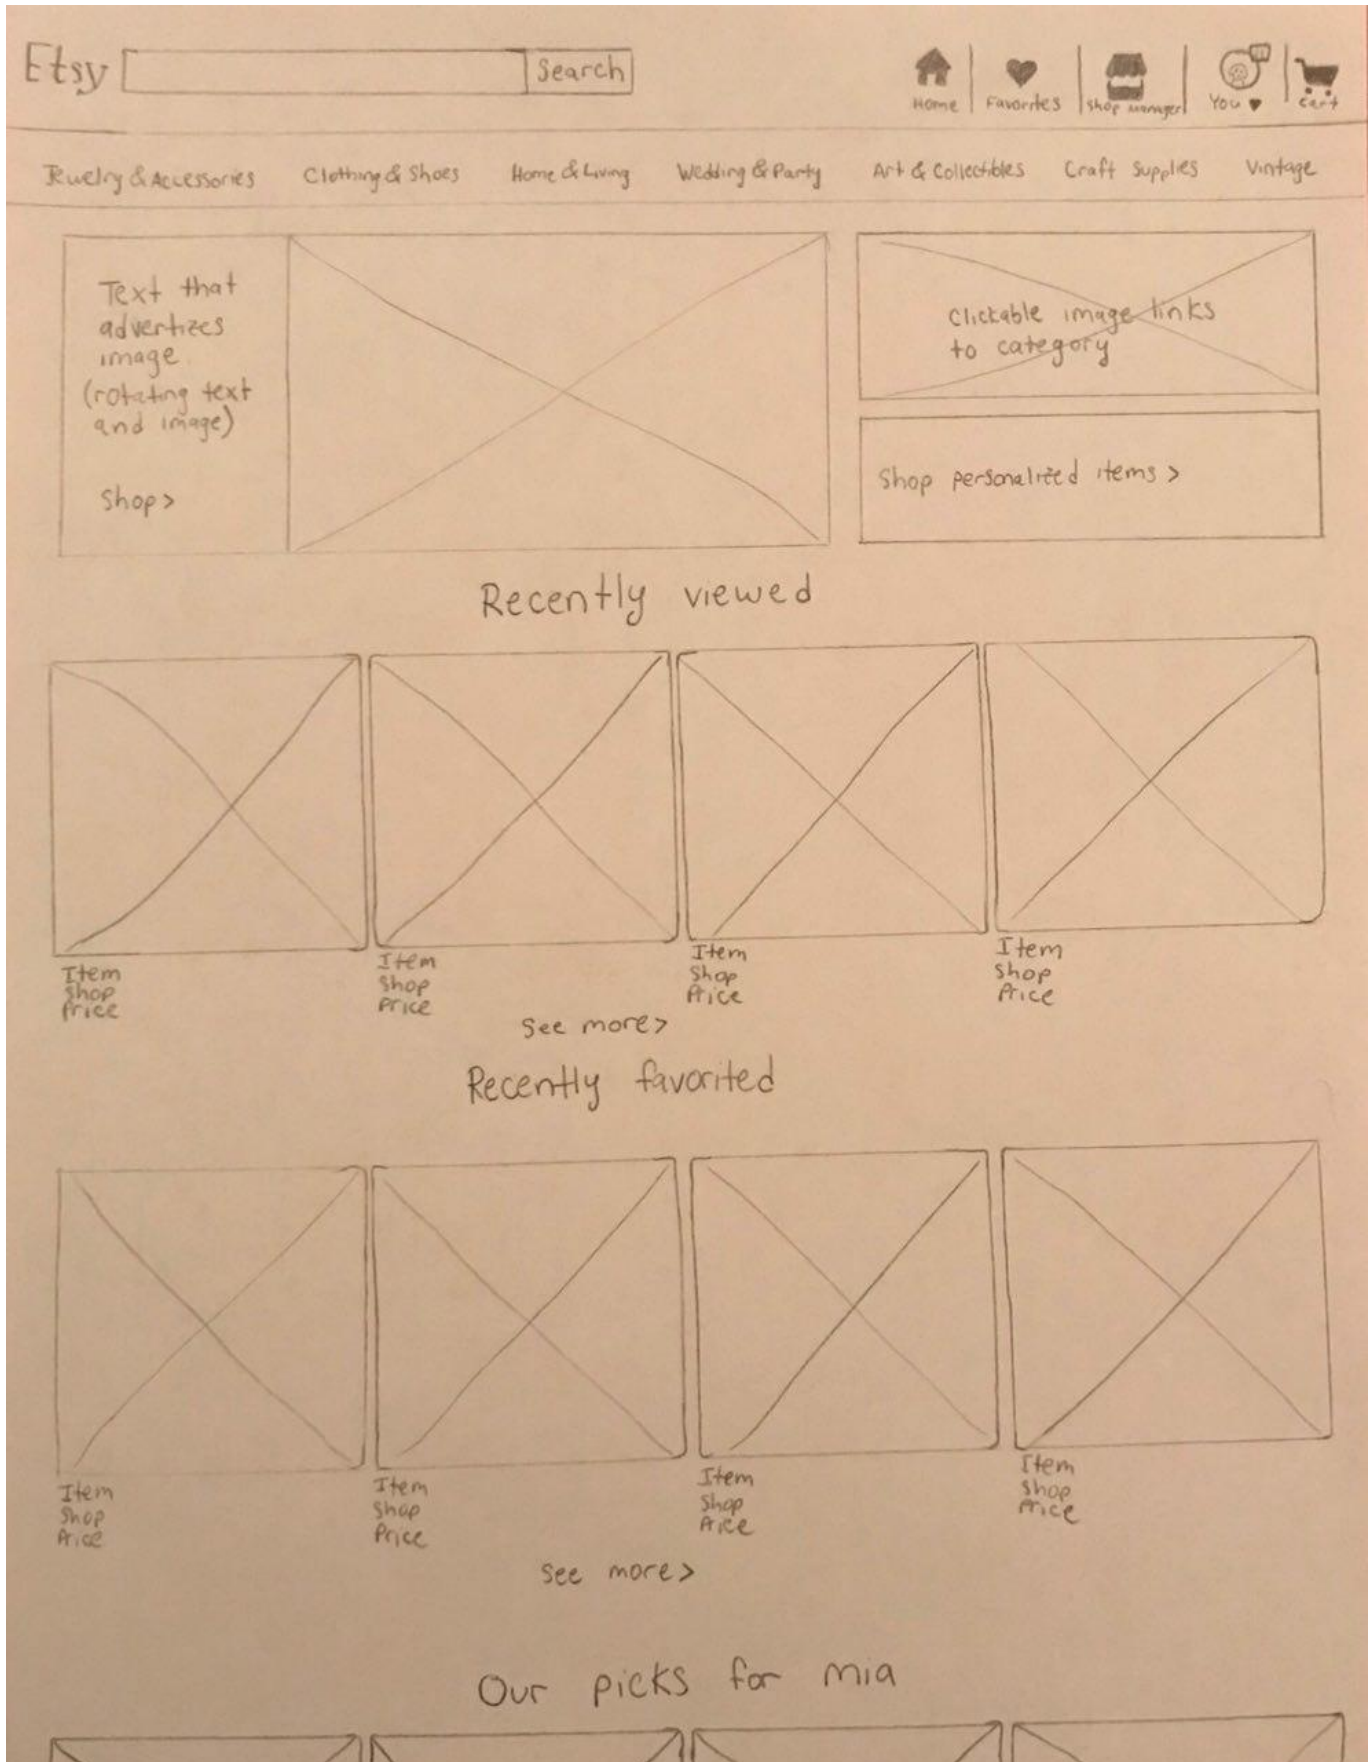 Etsy Search
Home Favorites Shop Manager You ♥ Cart
Jewelry & Accessories Clothing & Shoes Home & Living Wedding & Party Art & Collectibles Craft Supplies Vintage
Text that
advertizes
image
(rotating text
and image)
Shop >
Clickable image links
to category
Shop personalized items >
Recently viewed
Item
Shop
Price
Item
Shop
Price
Item
Shop
Price
Item
Shop
Price
See more >
Recently favorited
Item
Shop
Price
Item
Shop
Price
Item
Shop
Price
Item
Shop
Price
See more >
Our picks for mia